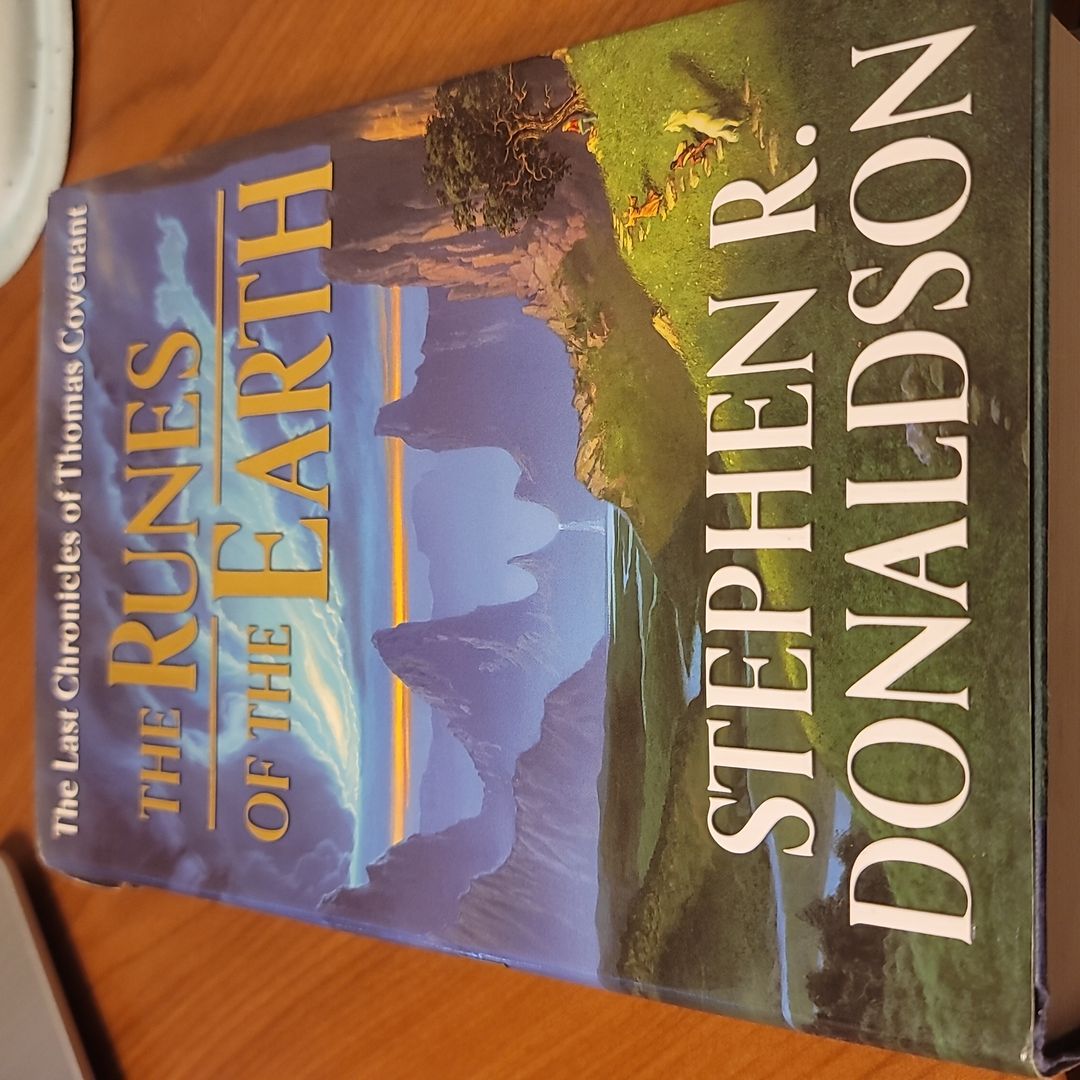 The Last Chronicles of Thomas Covenant
THE RUNES
OF THE EARTH
STEPHEN R.
DONALDSON